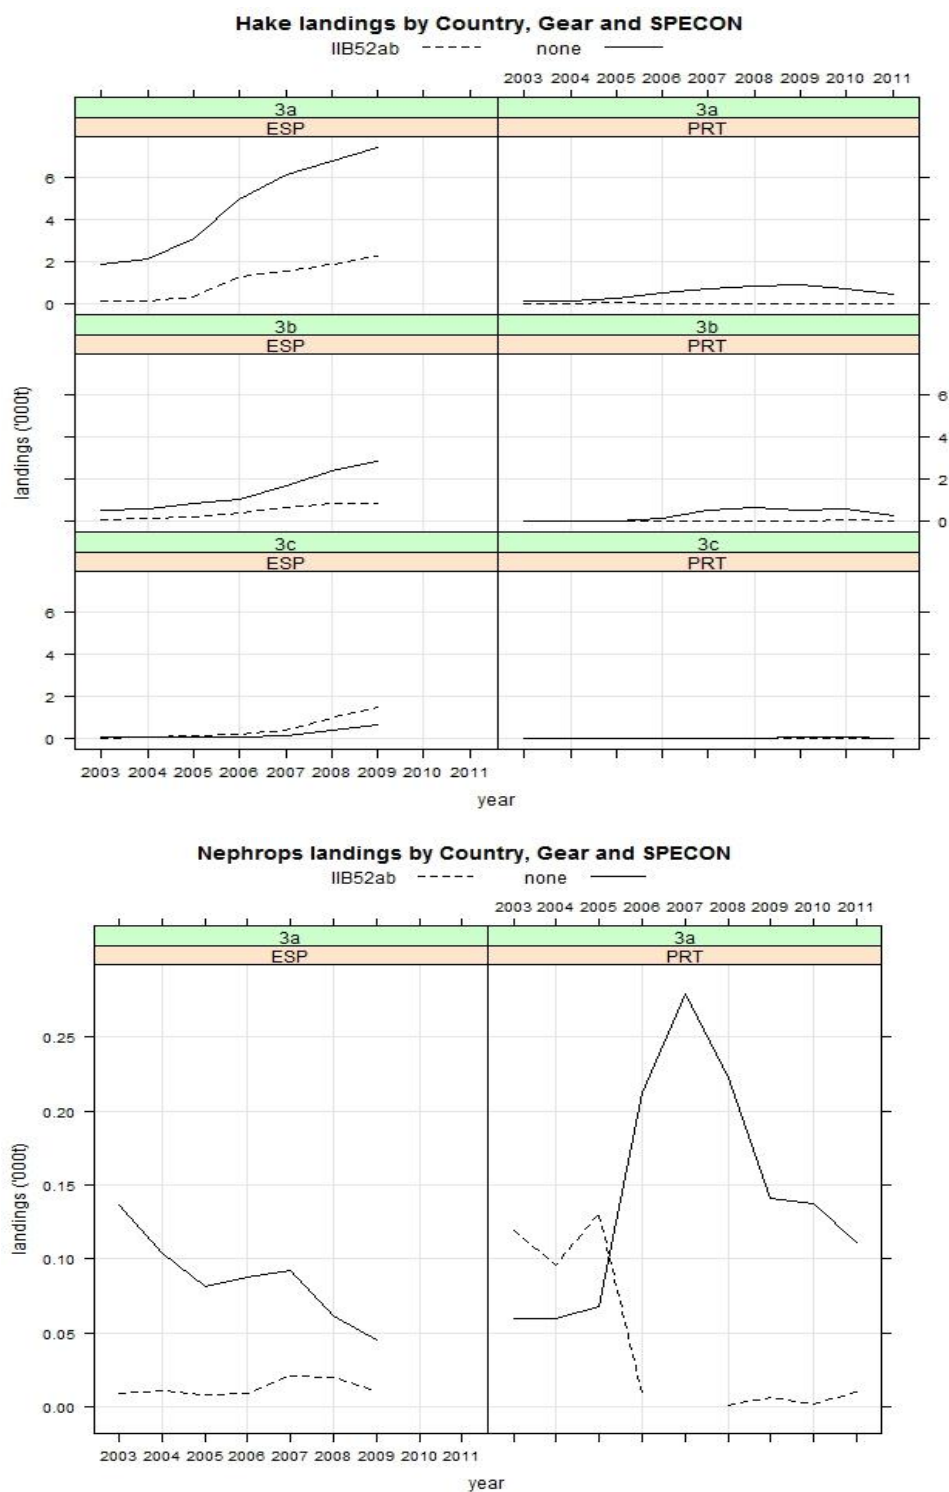 Hake landings by Country, Gear and SPECON
IIB52ab none
2003 2004 2005 2006 2007 2008 2009 2010 2011
3a 3a
ESP PRT
6
4
2
0
3b 3b
ESP PRT
6
4
2
0
landings ('000t)
3c 3c
ESP PRT
6
4
2
0
2003 2004 2005 2006 2007 2008 2009 2010 2011
year
Nephrops landings by Country, Gear and SPECON
IIB52ab none
2003 2004 2005 2006 2007 2008 2009 2010 2011
3a 3a
ESP PRT
0.25
0.20
0.15
landings ('000t)
0.10
0.05
0.00
2003 2004 2005 2006 2007 2008 2009 2010 2011
year